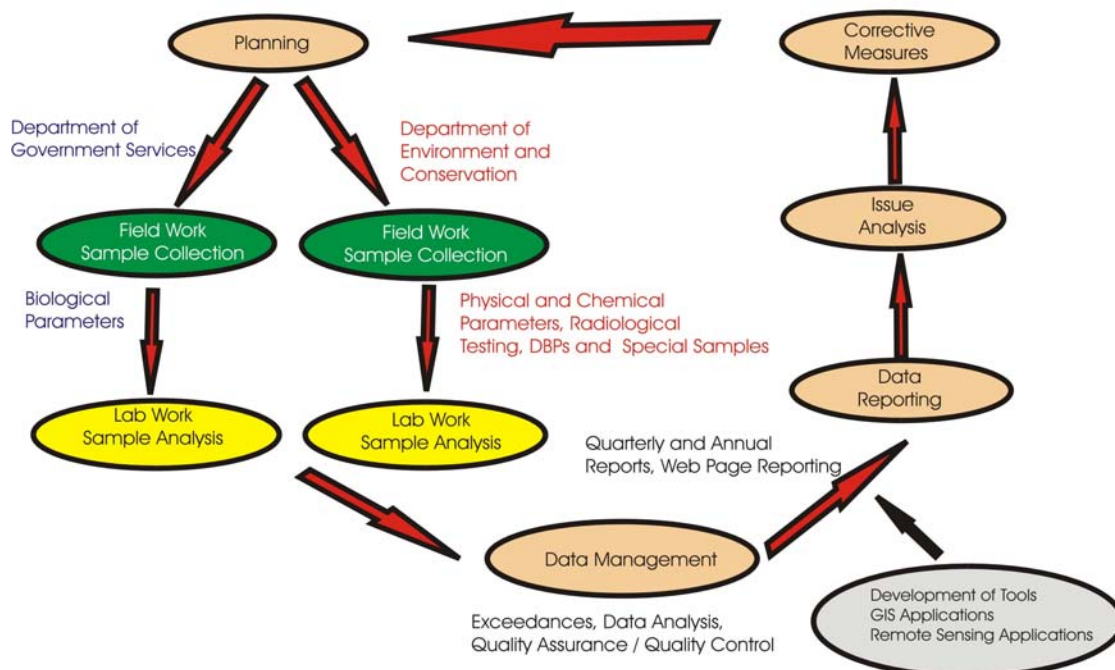 Planning
Corrective
Measures
Department of
Government Services
Department of
Environment and
Conservation
Issue
Analysis
Field Work
Sample Collection
Field Work
Sample Collection
Biological
Parameters
Physical and Chemical
Parameters, Radiological
Testing, DBPs and Special Samples
Data
Reporting
Lab Work
Sample Analysis
Lab Work
Sample Analysis
Quarterly and Annual
Reports, Web Page Reporting
Data Management
Development of Tools
GIS Applications
Remote Sensing Applications
Exceedances, Data Analysis,
Quality Assurance / Quality Control